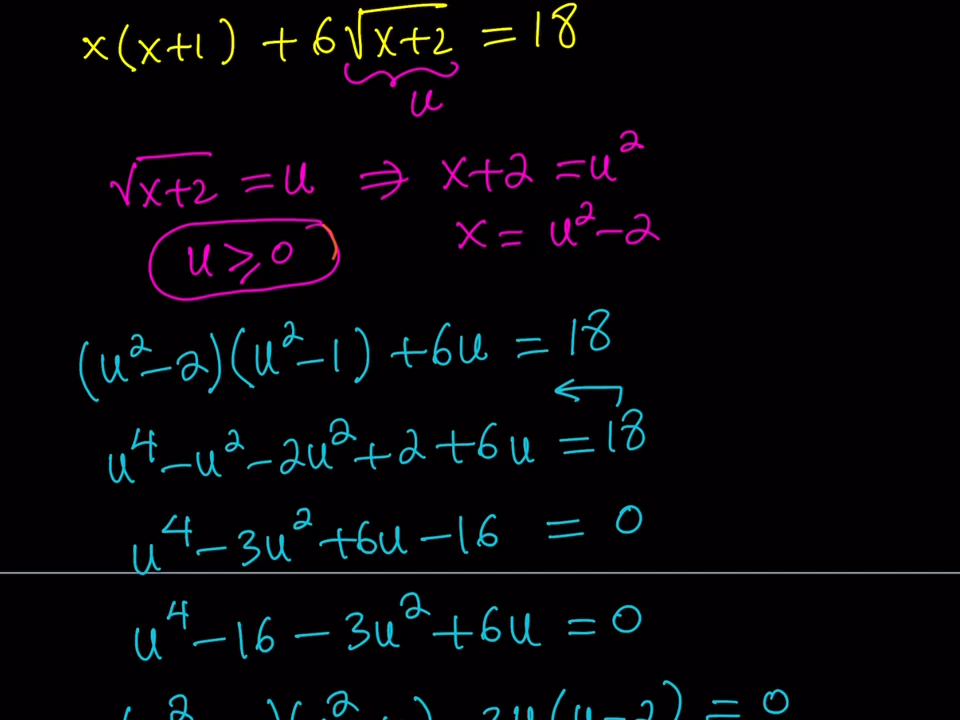 x(x+1) + 6√(x+2) = 18
u
√(x+2) = u ⇒ x+2 = u²
u ≥ 0 x = u²-2
(u²-2)(u²-1) + 6u = 18
u⁴ - u² - 2u² + 2 + 6u = 18
u⁴ - 3u² + 6u - 16 = 0
u⁴ - 16 - 3u² + 6u = 0
= 0